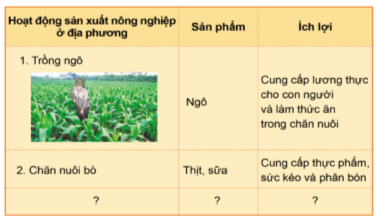 Hoạt động sản xuất nông nghiệp
ở địa phương
Sản phẩm
Ích lợi
1. Trồng ngô
Ngô
Cung cấp lương thực
cho con người
và làm thức ăn
trong chăn nuôi
2. Chăn nuôi bò
Thịt, sữa
Cung cấp thực phẩm,
sức kéo và phân bón
?
?
?